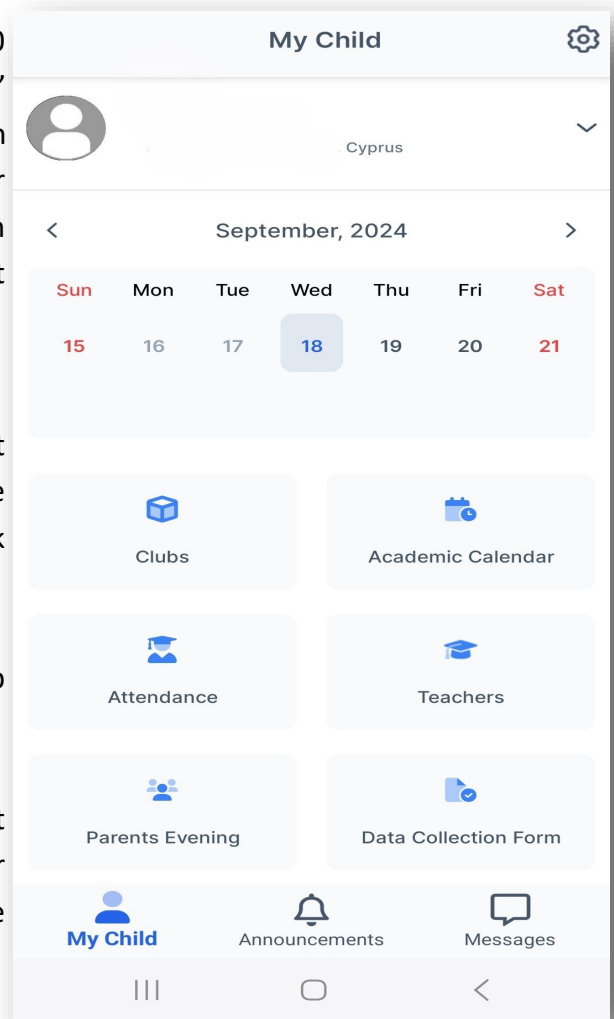 My Child
Cyprus
September, 2024
Sun Mon Tue Wed Thu Fri Sat
15 16 17 18 19 20 21
Clubs Academic Calendar
Attendance Teachers
Parents Evening Data Collection Form
My Child Announcements Messages